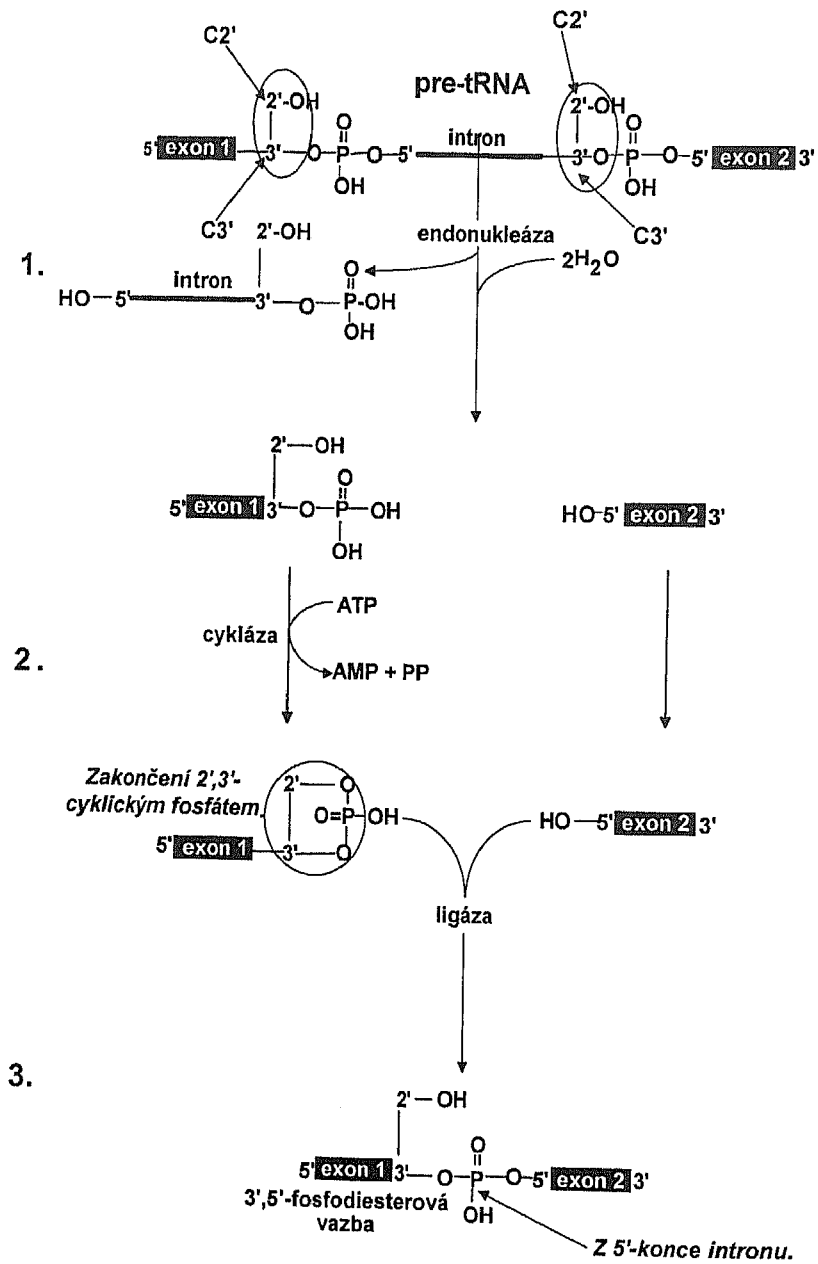 C2'
C2'
pre-tRNA
2'-OH
2'-OH
O
O
intron
5' exon 1 3' O P O 5' 3' O P O 5' exon 2 3'
OH
OH
C3'
C3'
2'-OH
endonukleáza
1.
O
2H2O
intron
HO 5' 3' O P-OH
OH
2' OH
O
5' exon 1 3' O P OH
HO 5' exon 2 3'
OH
ATP
cykláza
2.
AMP + PP
Zakončení 2',3'-
cyklickým fosfátem.
2' O
O=P OH
HO 5' exon 2 3'
5' exon 1 3' O
ligáza
3.
2' OH
O
5' exon 1 3' O P O 5' exon 2 3'
3',5'-fosfodiesterová
vazba
OH
Z 5'-konce intronu.